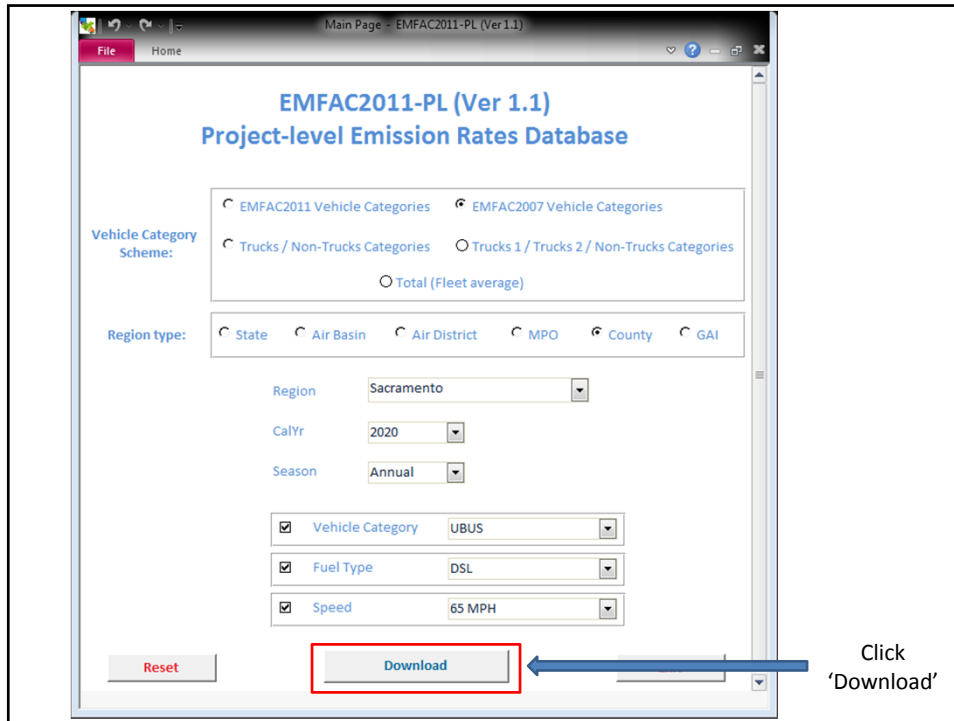 Main Page - EMFAC2011-PL (Ver 1.1)
File Home
EMFAC2011-PL (Ver 1.1)
Project-level Emission Rates Database
Vehicle Category Scheme:
EMFAC2011 Vehicle Categories EMFAC2007 Vehicle Categories
Trucks / Non-Trucks Categories Trucks 1 / Trucks 2 / Non-Trucks Categories
Total (Fleet average)
Region type: State Air Basin Air District MPO County GAI
Region Sacramento
CalYr 2020
Season Annual
Vehicle Category UBUS
Fuel Type DSL
Speed 65 MPH
Reset Download
Click
‘Download’